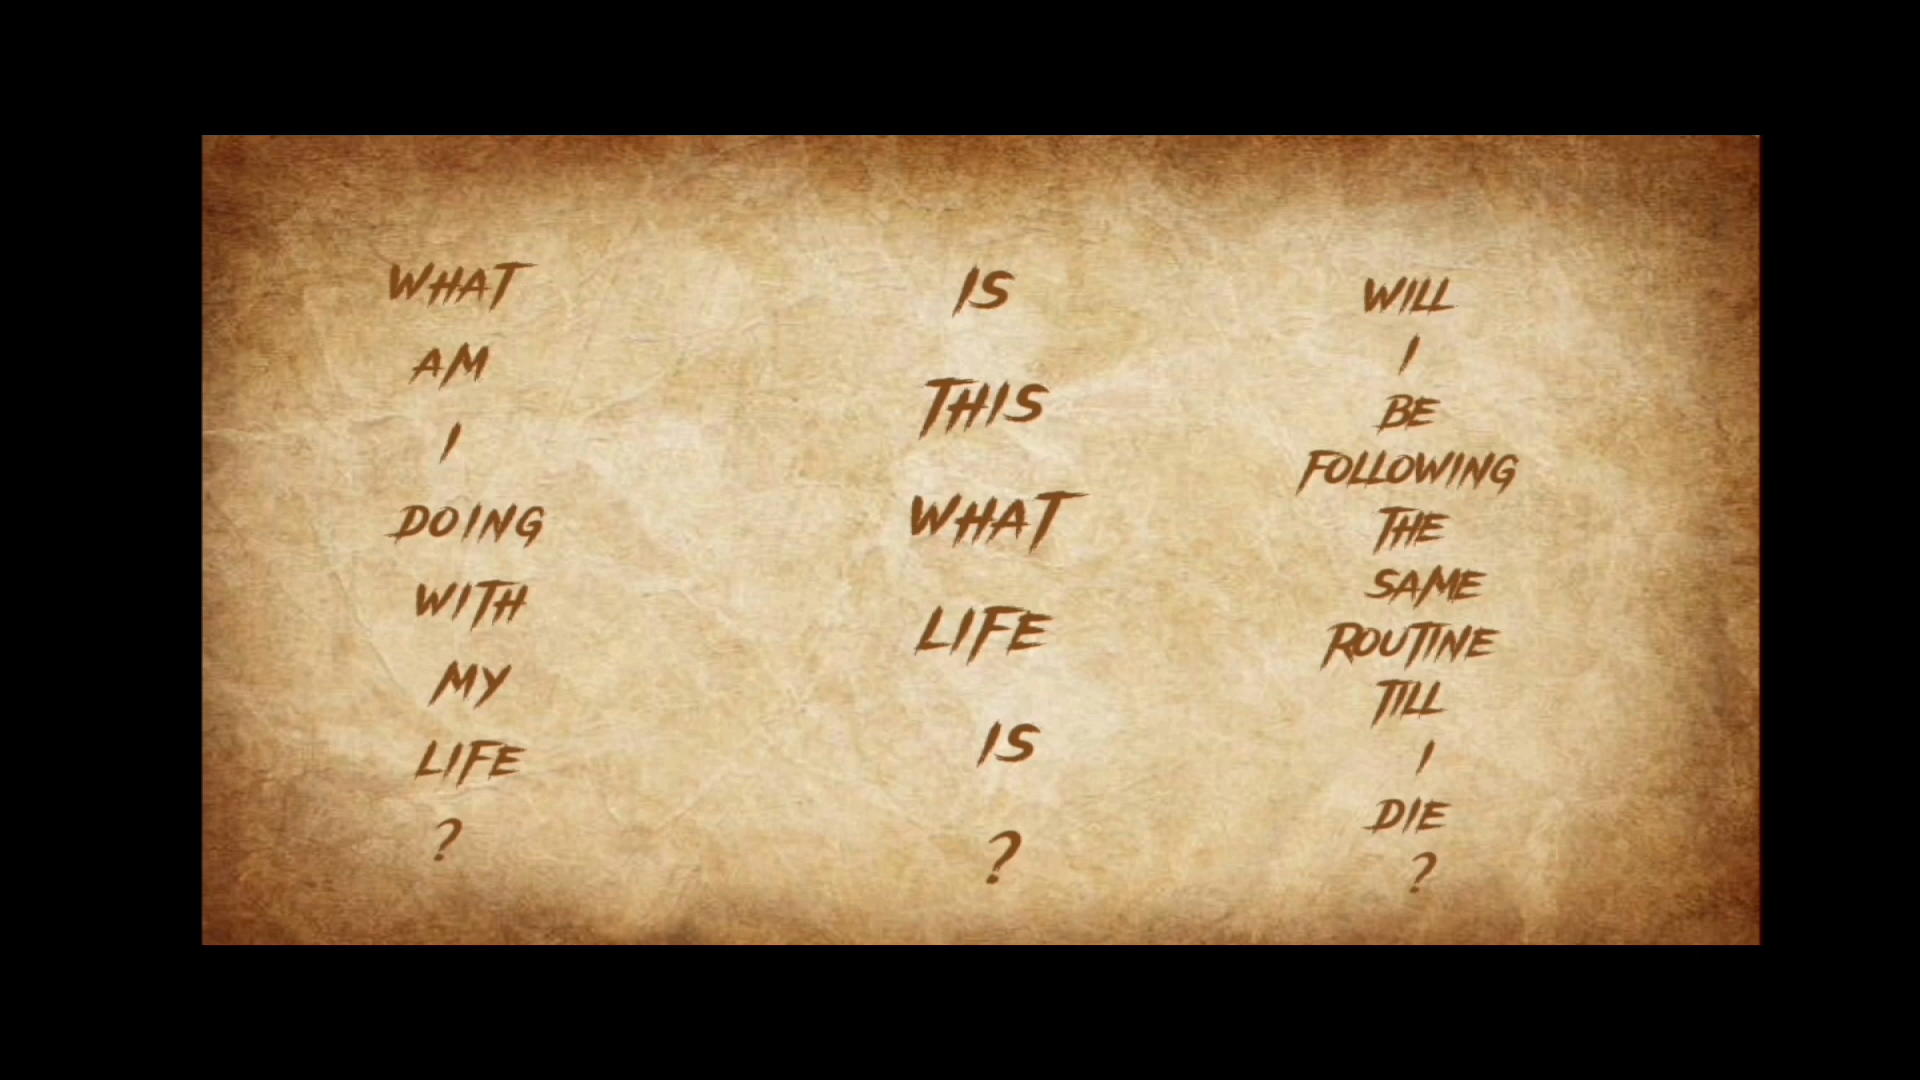 WHAT
AM
I
DOING
WITH
MY
LIFE
?
IS
THIS
WHAT
LIFE
IS
?
WILL
I
BE
FOLLOWING
THE
SAME
ROUTINE
TILL
I
DIE
?